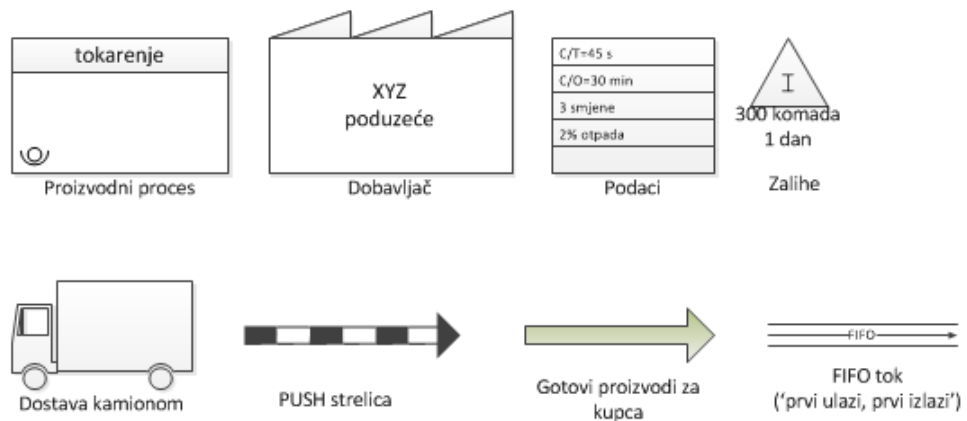 tokarenje
Proizvodni proces
XYZ
poduzeće
Dobavljač
C/T=45 s
C/O=30 min
3 smjene
2% otpada
Podaci
I
300 komada
1 dan
Zalihe
Dostava kamionom
PUSH strelica
Gotovi proizvodi za
kupca
FIFO
FIFO tok
('prvi ulazi, prvi izlazi')